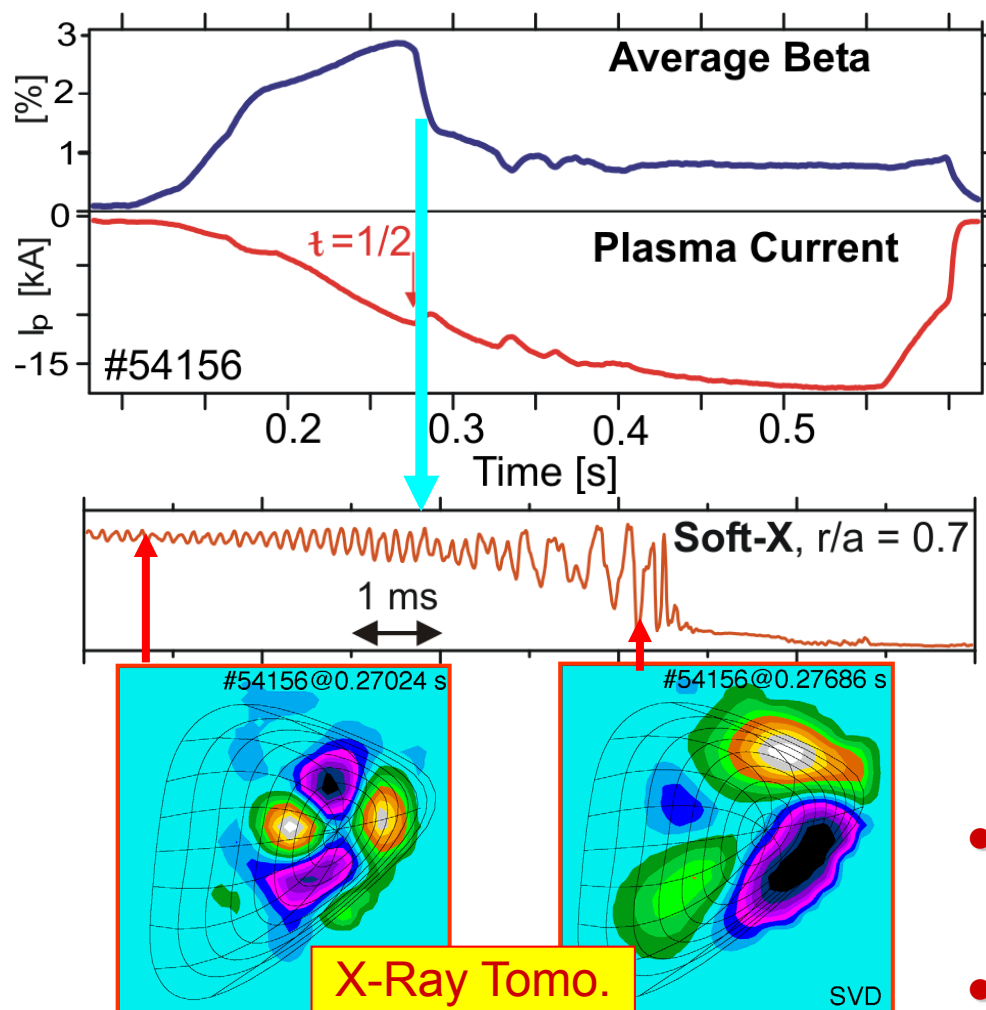 3
Average Beta
[%]
2
1
0
0
ŧ=1/2
Plasma Current
Ip [kA]
-15
#54156
0.2 0.3 0.4 0.5
Time [s]
Soft-X, r/a = 0.7
1 ms
#54156@0.27024 s
#54156@0.27686 s
X-Ray Tomo.
SVD